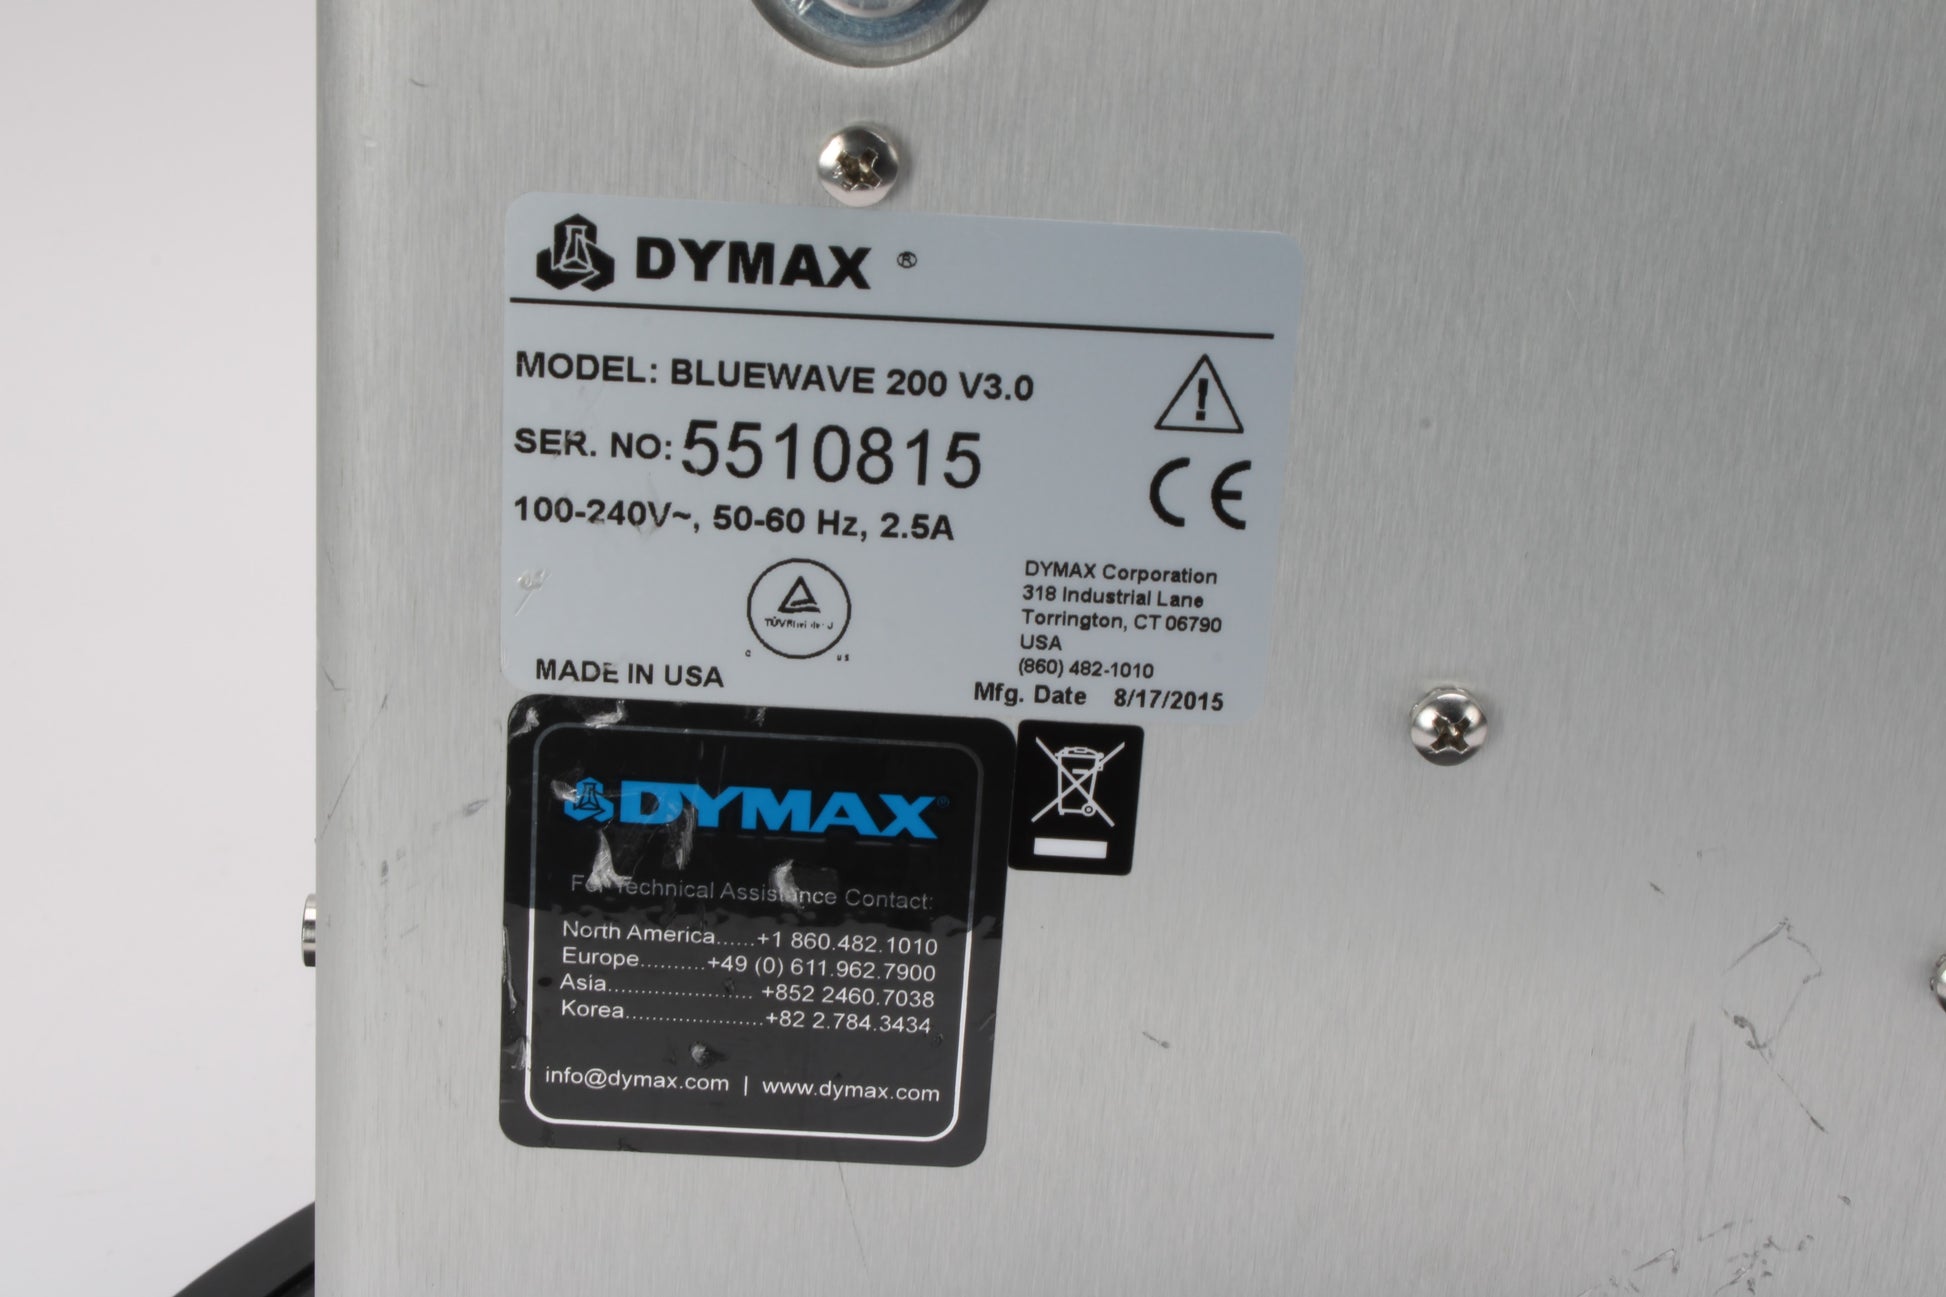 DYMAX ®
MODEL: BLUEWAVE 200 V3.0
SER. NO: 5510815
100-240V~, 50-60 Hz, 2.5A
CE
C US
MADE IN USA
DYMAX Corporation
318 Industrial Lane
Torrington, CT 06790
USA
(860) 482-1010
Mfg. Date 8/17/2015
DYMAX®
For Technical Assistance Contact:
North America......+1 860.482.1010
Europe..........+49 (0) 611.962.7900
Asia...................... +852 2460.7038
Korea.....................+82 2.784.3434
info@dymax.com | www.dymax.com